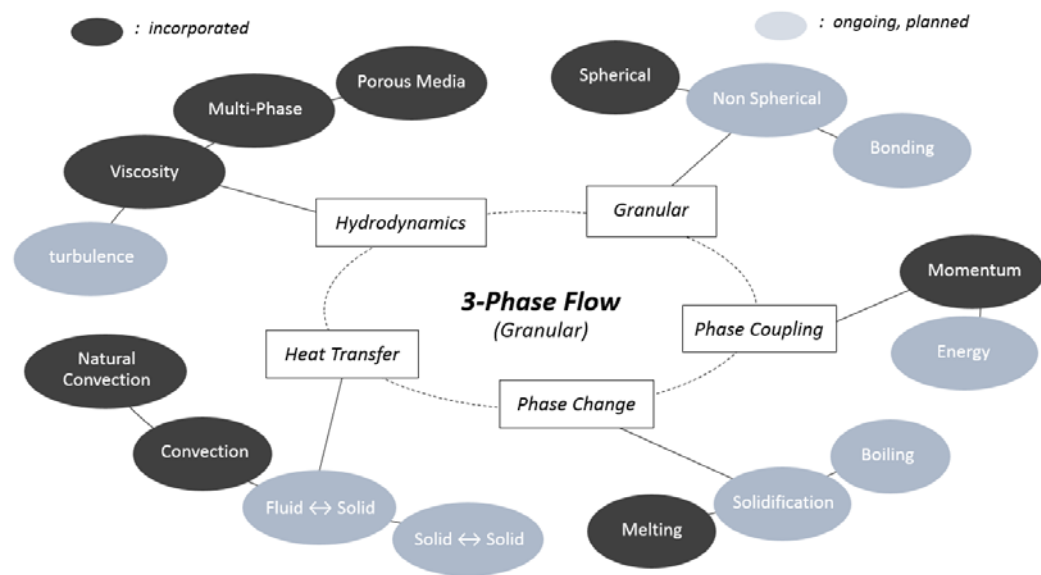 : incorporated
: ongoing, planned
Porous Media
Multi-Phase
Viscosity
turbulence
Hydrodynamics
Spherical
Non Spherical
Bonding
Granular
3-Phase Flow
(Granular)
Momentum
Phase Coupling
Energy
Heat Transfer
Natural
Convection
Convection
Fluid ↔ Solid
Solid ↔ Solid
Phase Change
Boiling
Solidification
Melting